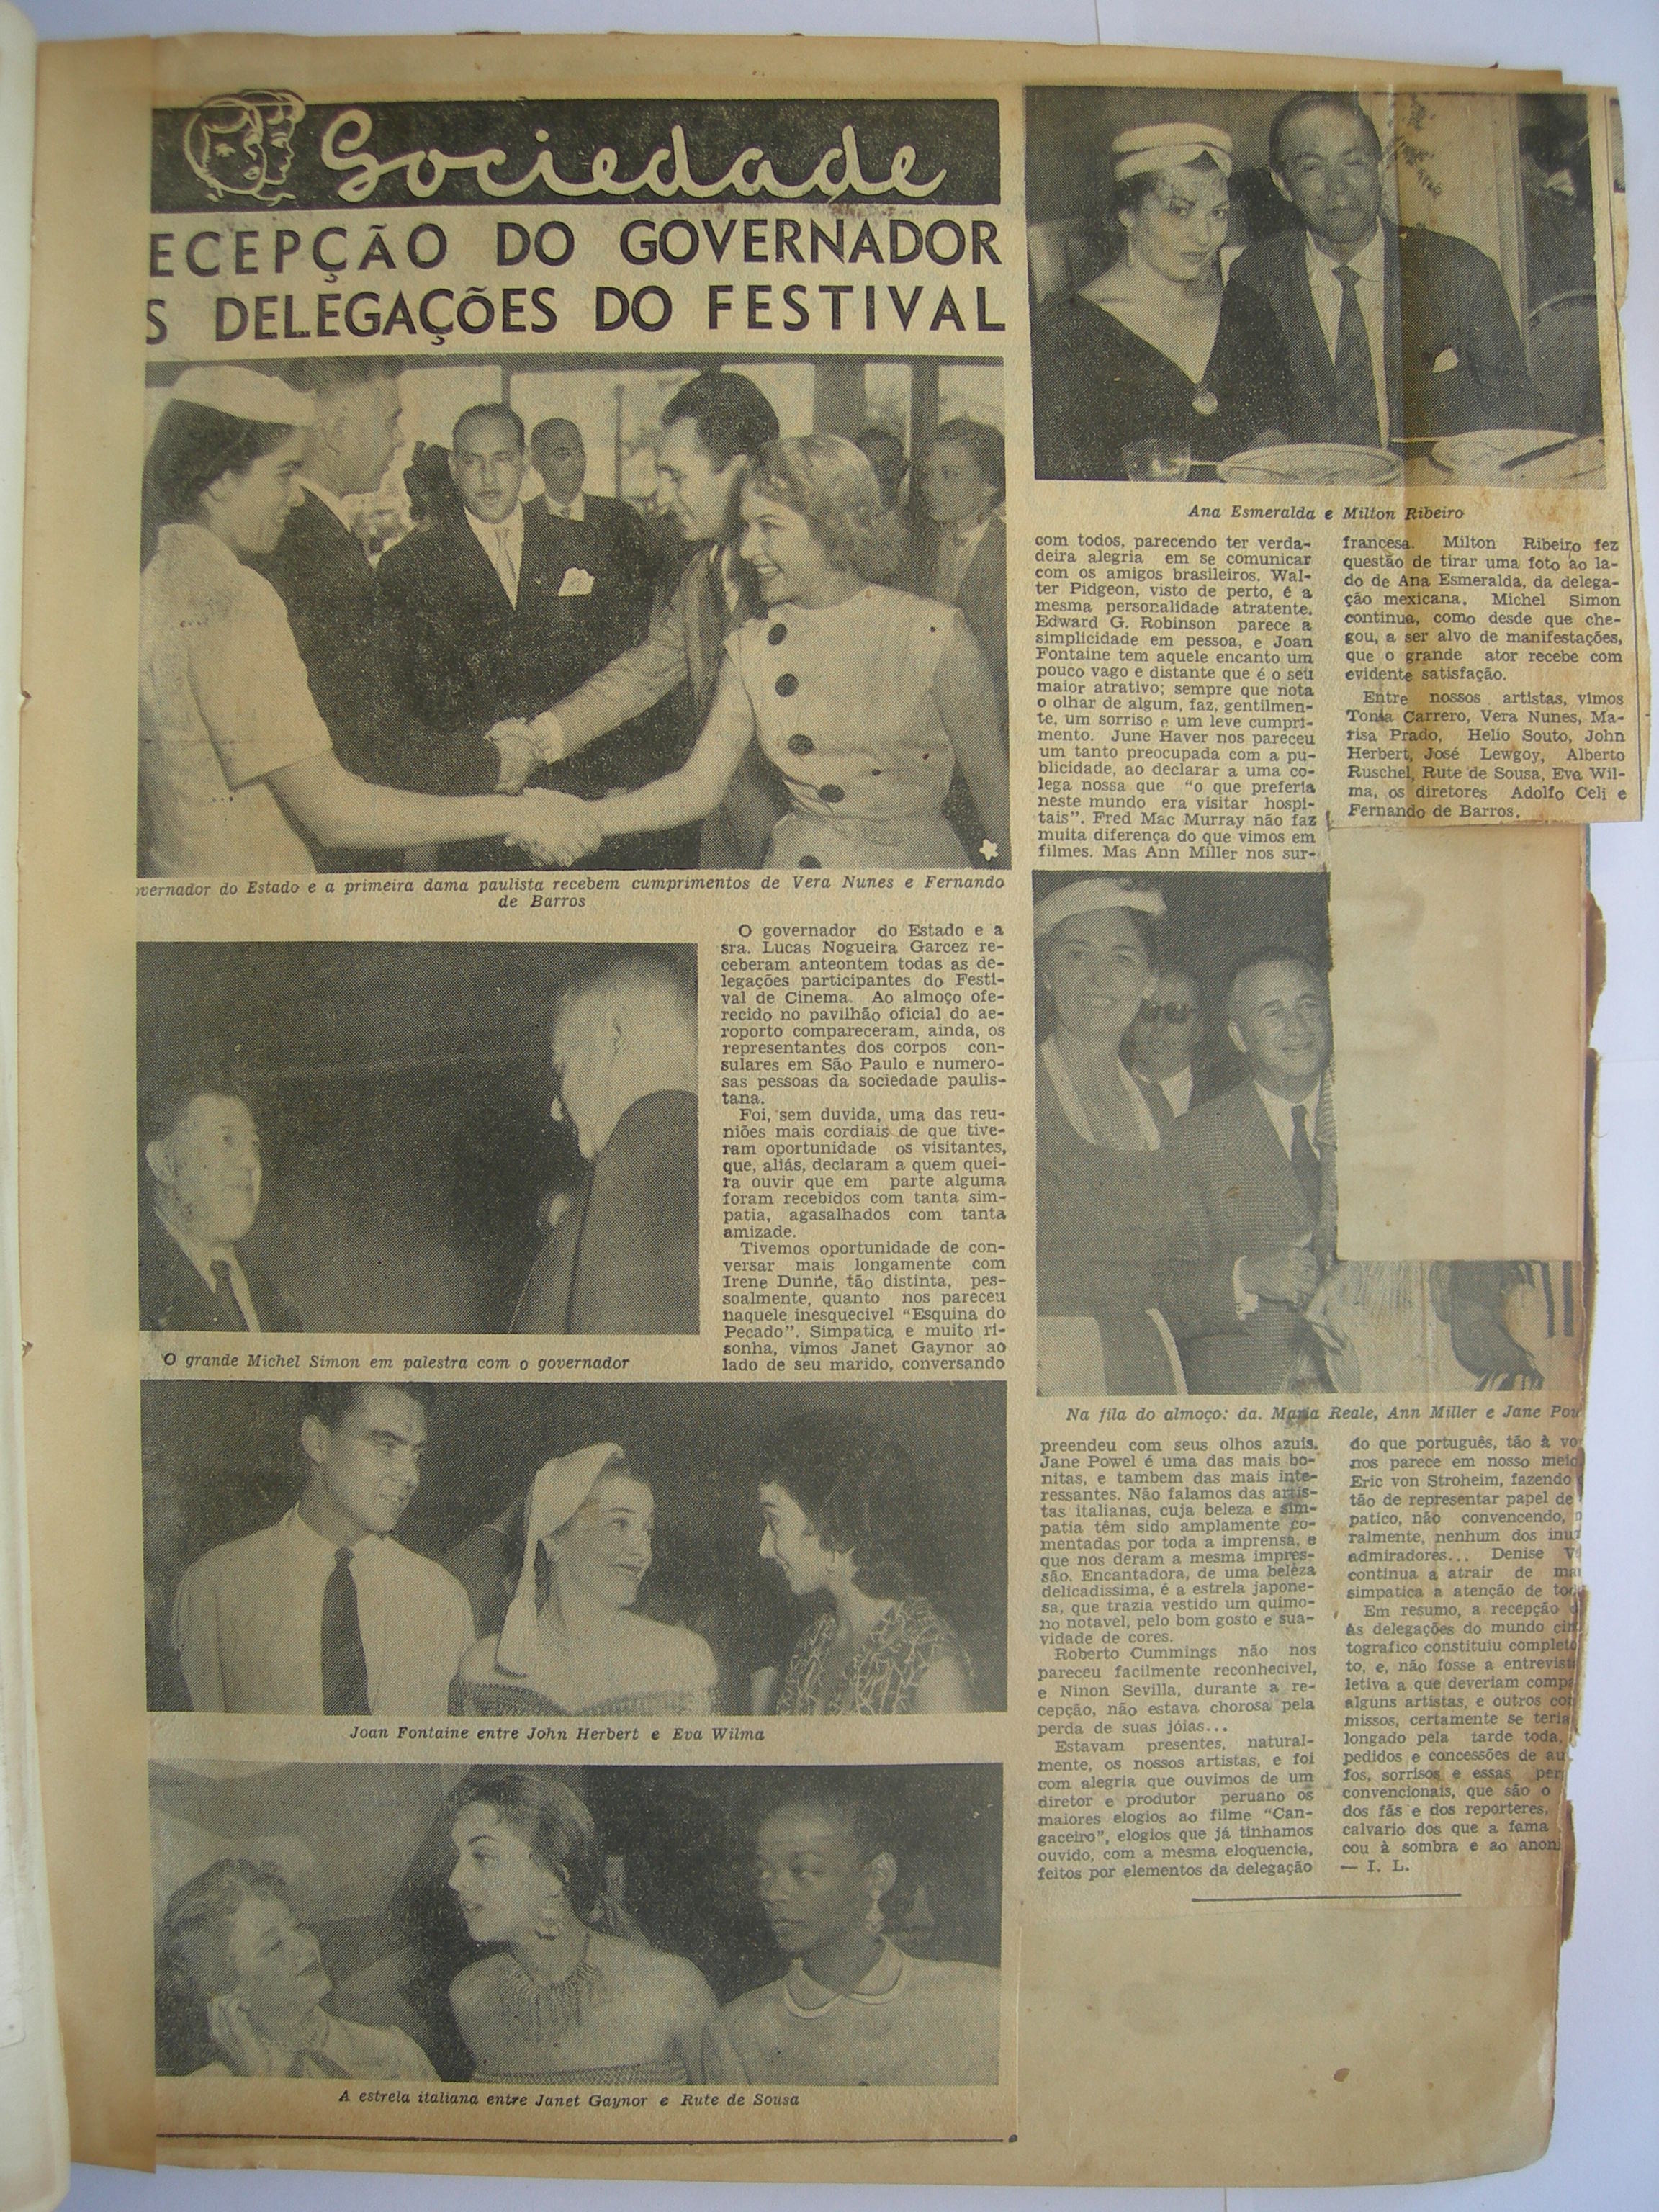 Sociedade
ECEPÇÃO DO GOVERNADOR
S DELEGAÇÕES DO FESTIVAL
vernador do Estado e a primeira dama paulista recebem cumprimentos de Vera Nunes e Fernando
de Barros
O governador do Estado e a
sra. Lucas Nogueira Garcez re-
ceberam anteontem todas as de-
legações participantes do Festi-
val de Cinema. Ao almoço ofe-
recido no pavilhão oficial do ae-
roporto compareceram, ainda, os
representantes dos corpos con-
sulares em São Paulo e numero-
sas pessoas da sociedade paulis-
tana.
Foi, sem duvida, uma das reu-
niões mais cordiais de que tive-
ram oportunidade os visitantes,
que, aliás, declaram a quem quei-
ra ouvir que em parte alguma
foram recebidos com tanta sim-
patia, agasalhados com tanta
amizade.
Tivemos oportunidade de con-
versar mais longamente com
Irene Dunne, tão distinta, pes-
soalmente, quanto nos pareceu
naquele inesquecivel "Esquina do
Pecado". Simpatica e muito ri-
sonha, vimos Janet Gaynor ao
lado de seu marido, conversando
O grande Michel Simon em palestra com o governador
Joan Fontaine entre John Herbert e Eva Wilma
A estrela italiana entre Janet Gaynor e Rute de Sousa
Ana Esmeralda e Milton Ribeiro
com todos, parecendo ter verda-
deira alegria em se comunicar
com os amigos brasileiros. Wal-
ter Pidgeon, visto de perto, é a
mesma personalidade atratente.
Edward G. Robinson parece a
simplicidade em pessoa, e Joan
Fontaine tem aquele encanto um
pouco vago e distante que é o seu
maior atrativo; sempre que nota
o olhar de algum, faz, gentilmen-
te, um sorriso e um leve cumpri-
mento. June Haver nos pareceu
um tanto preocupada com a pu-
blicidade, ao declarar a uma co-
lega nossa que "o que preferia
neste mundo era visitar hospi-
tais". Fred Mac Murray não faz
muita diferença do que vimos em
filmes. Mas Ann Miller nos sur-
francesa. Milton Ribeiro fez
questão de tirar uma foto ao la-
do de Ana Esmeralda, da delega-
ção mexicana. Michel Simon
continua, como desde que che-
gou, a ser alvo de manifestações,
que o grande ator recebe com
evidente satisfação.
Entre nossos artistas, vimos
Tonia Carrero, Vera Nunes, Ma-
risa Prado, Helio Souto, John
Herbert, José Lewgoy, Alberto
Ruschel, Rute de Sousa, Eva Wil-
ma, os diretores Adolfo Celi e
Fernando de Barros.
Na fila do almoço: da. Maria Reale, Ann Miller e Jane Pow
preendeu com seus olhos azuis.
Jane Powel é uma das mais bo-
nitas, e tambem das mais inte-
ressantes. Não falamos das artis-
tas italianas, cuja beleza e sim-
patia têm sido amplamente co-
mentadas por toda a imprensa, e
que nos deram a mesma impres-
são. Encantadora, de uma beleza
delicadissima, é a estrela japone-
sa, que trazia vestido um quimo-
no notavel, pelo bom gosto e sua-
vidade de cores.
Roberto Cummings não nos
pareceu facilmente reconhecivel,
e Ninon Sevilla, durante a re-
cepção, não estava chorosa pela
perda de suas jóias...
Estavam presentes, natural-
mente, os nossos artistas, e foi
com alegria que ouvimos de um
diretor e produtor peruano os
maiores elogios ao filme "Can-
gaceiro", elogios que já tinhamos
ouvido, com a mesma eloquencia,
feitos por elementos da delegação
do que português, tão à vo
nos parece em nosso meio
Eric von Stroheim, fazendo
tão de representar papel de
patico, não convencendo,
ralmente, nenhum dos inu
admiradores... Denise V
continua a atrair de
simpatica a atenção de
Em resumo, a recepção
às delegações do mundo
tografico constituiu complet
to, e, não fosse a entrevist
letiva a que deveriam comp
alguns artistas, e outros
missos, certamente se teria
longado pela tarde toda,
pedidos e concessões de au
fos, sorrisos e essas per
convencionais, que são o
dos fãs e dos reporteres,
calvario dos que a fama
cou à sombra e ao anoni
— I. L.